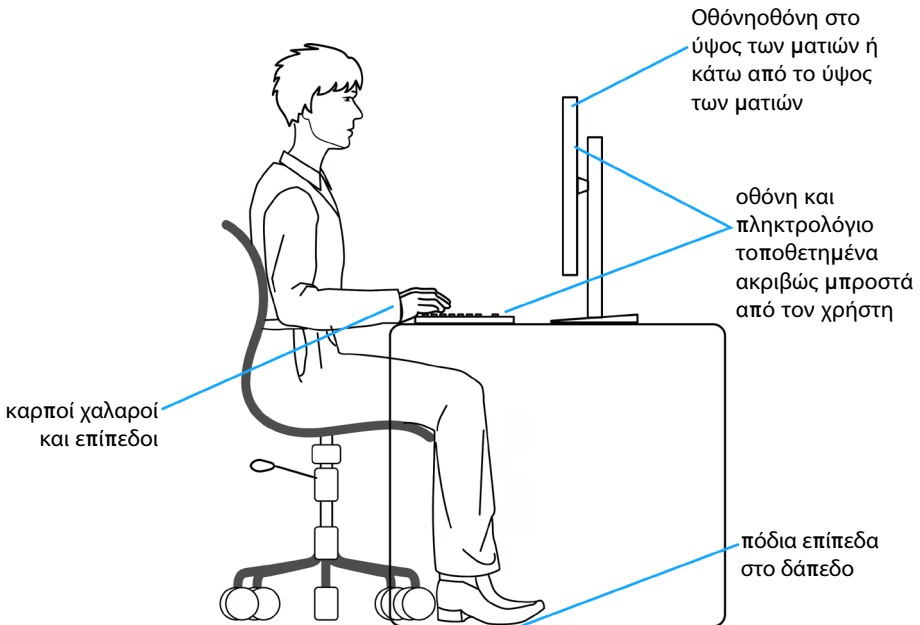 Οθόνηοθόνη στο
ύψος των ματιών ή
κάτω από το ύψος
των ματιών
οθόνη και
πληκτρολόγιο
τοποθετημένα
ακριβώς μπροστά
από τον χρήστη
καρποί χαλαροί
και επίπεδοι
πόδια επίπεδα
στο δάπεδο